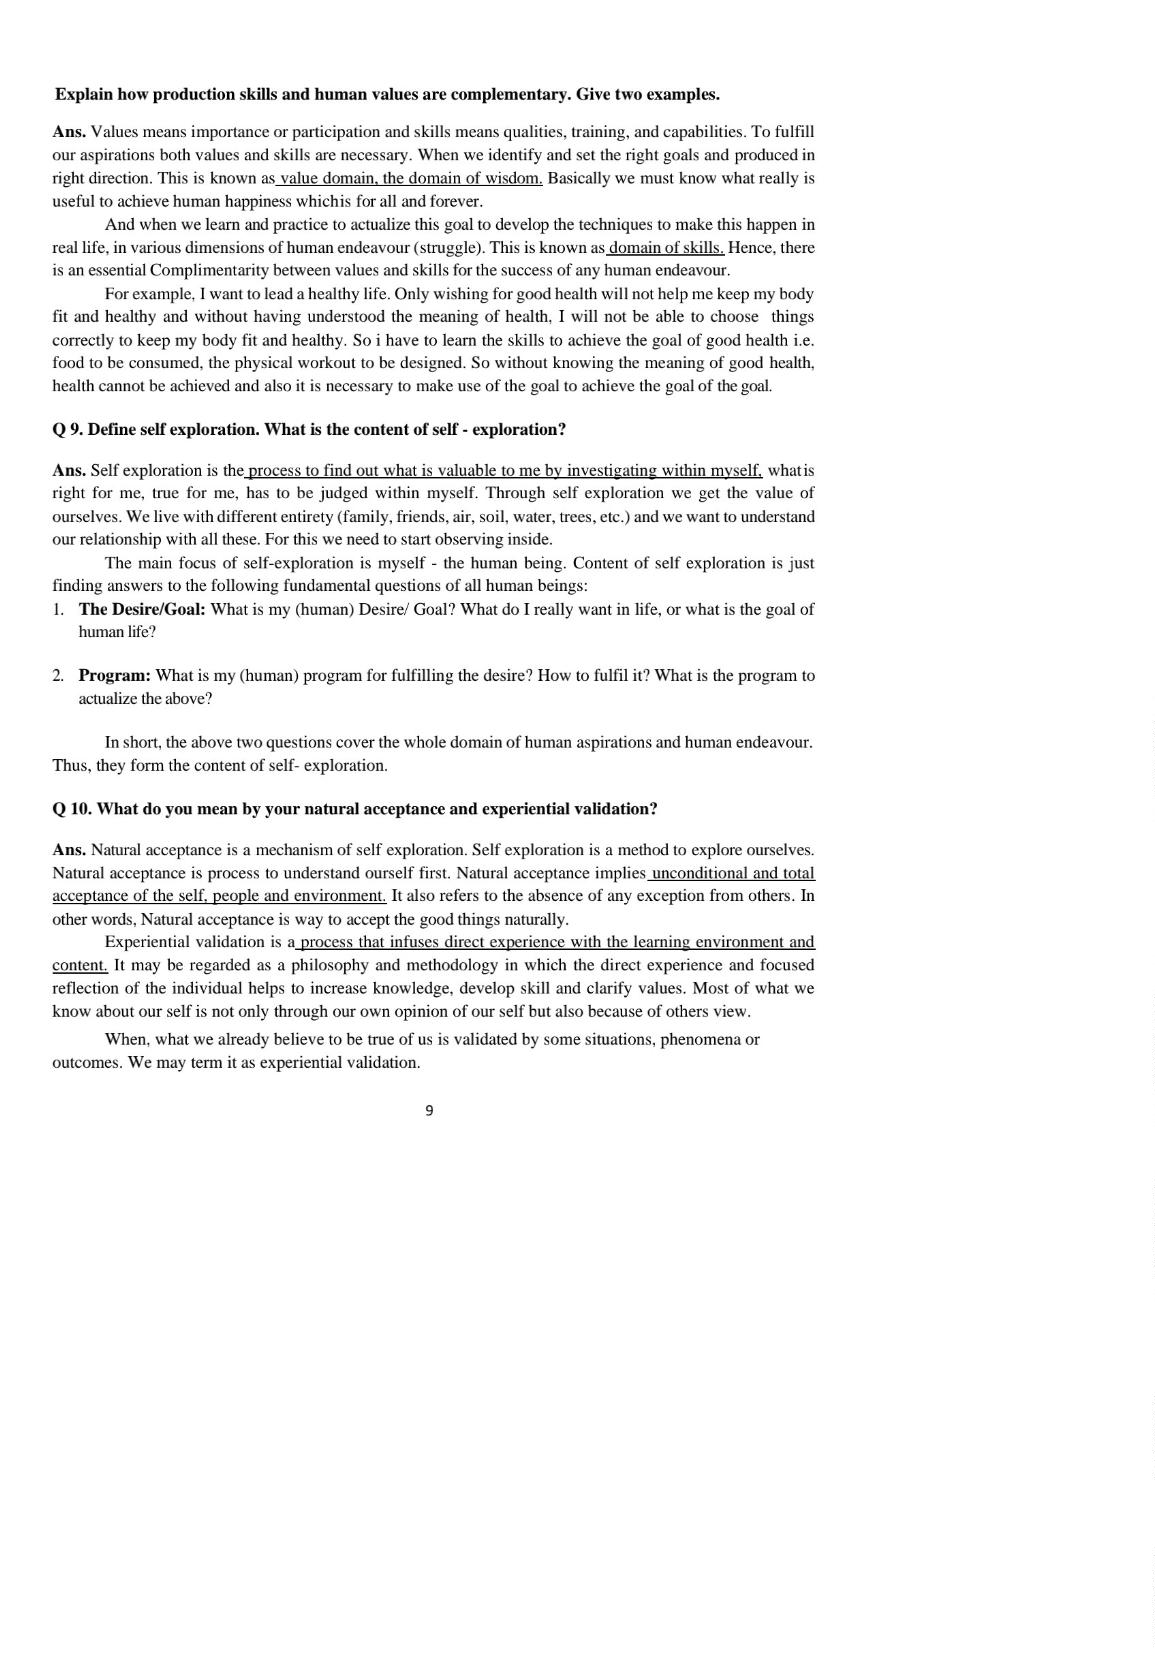 Explain how production skills and human values are complementary. Give two examples.
Ans. Values means importance or participation and skills means qualities, training, and capabilities. To fulfill
our aspirations both values and skills are necessary. When we identify and set the right goals and produced in
right direction. This is known as value domain, the domain of wisdom. Basically we must know what really is
useful to achieve human happiness whichis for all and forever.
And when we learn and practice to actualize this goal to develop the techniques to make this happen in
real life, in various dimensions of human endeavour (struggle). This is known as domain of skills. Hence, there
is an essential Complimentarity between values and skills for the success of any human endeavour.
For example, I want to lead a healthy life. Only wishing for good health will not help me keep my body
fit and healthy and without having understood the meaning of health, I will not be able to choose things
correctly to keep my body fit and healthy. So i have to learn the skills to achieve the goal of good health i.e.
food to be consumed, the physical workout to be designed. So without knowing the meaning of good health,
health cannot be achieved and also it is necessary to make use of the goal to achieve the goal of the goal.
Q 9. Define self exploration. What is the content of self - exploration?
Ans. Self exploration is the process to find out what is valuable to me by investigating within myself, whatis
right for me, true for me, has to be judged within myself. Through self exploration we get the value of
ourselves. We live with different entirety (family, friends, air, soil, water, trees, etc.) and we want to understand
our relationship with all these. For this we need to start observing inside.
The main focus of self-exploration is myself - the human being. Content of self exploration is just
finding answers to the following fundamental questions of all human beings:
1. The Desire/Goal: What is my (human) Desire/ Goal? What do I really want in life, or what is the goal of
human life?
2. Program: What is my (human) program for fulfilling the desire? How to fulfil it? What is the program to
actualize the above?
In short, the above two questions cover the whole domain of human aspirations and human endeavour.
Thus, they form the content of self- exploration.
Q 10. What do you mean by your natural acceptance and experiential validation?
Ans. Natural acceptance is a mechanism of self exploration. Self exploration is a method to explore ourselves.
Natural acceptance is process to understand ourself first. Natural acceptance implies unconditional and total
acceptance of the self, people and environment. It also refers to the absence of any exception from others. In
other words, Natural acceptance is way to accept the good things naturally.
Experiential validation is a process that infuses direct experience with the learning environment and
content. It may be regarded as a philosophy and methodology in which the direct experience and focused
reflection of the individual helps to increase knowledge, develop skill and clarify values. Most of what we
know about our self is not only through our own opinion of our self but also because of others view.
When, what we already believe to be true of us is validated by some situations, phenomena or
outcomes. We may term it as experiential validation.
9